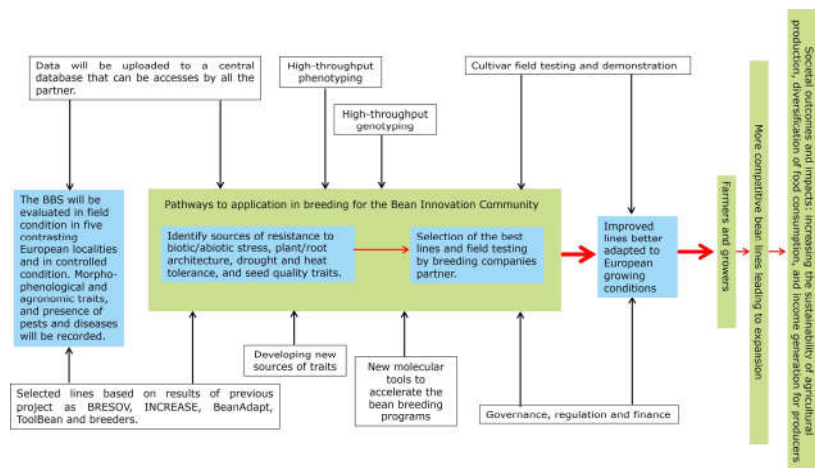 Data will be uploaded to a central
database that can be accesses by all the
partner.
High-throughput
phenotyping
High-throughput
genotyping
Cultivar field testing and demonstration
The BBS will be
evaluated in field
condition in five
contrasting
European localities
and in controlled
condition. Morpho-
phenological and
agronomic traits,
and presence of
pests and diseases
will be recorded.
Pathways to application in breeding for the Bean Innovation Community
Identify sources of resistance to
biotic/abiotic stress, plant/root
architecture, drought and heat
tolerance, and seed quality traits.
Selection of the best
lines and field testing
by breeding companies
partner.
Improved
lines better
adapted to
European
growing
conditions
Farmers and growers
More competitive bean lines leading to expansion
Societal outcomes and impacts: increasing the sustainability of agricultural
production, diversification of food consumption, and income generation for producers
Selected lines based on results of previous
project as BRESOV, INCREASE, BeanAdapt,
ToolBean and breeders.
Developing new
sources of traits
New molecular
tools to
accelerate the
bean breeding
programs
Governance, regulation and finance